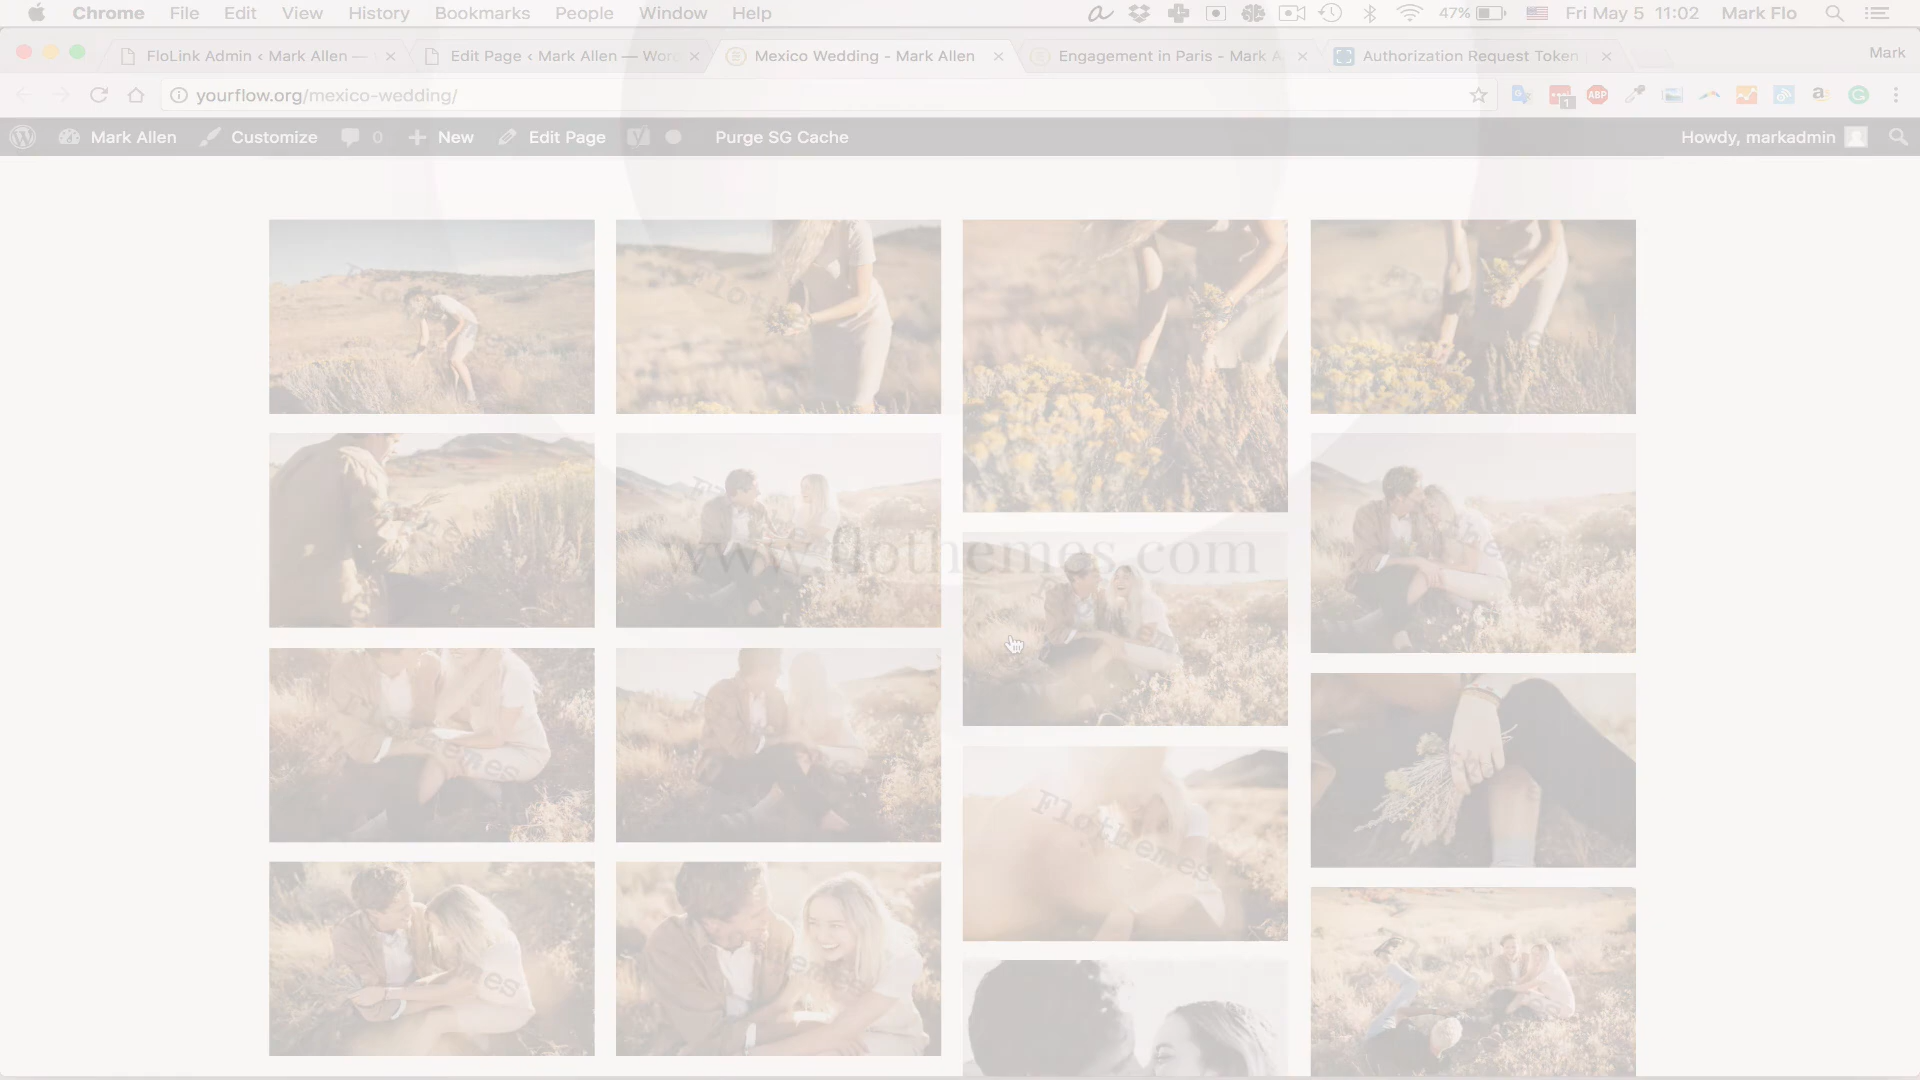 Chrome File Edit View History Bookmarks People Window Help 47% Fri May 5 11:02 Mark Flo
FloLink Admin ‹ Mark Allen — Edit Page ‹ Mark Allen — Wor Mexico Wedding - Mark Allen Engagement in Paris - Mark A Authorization Request Token Mark
yourflow.org/mexico-wedding/
Mark Allen Customize 0 New Edit Page Purge SG Cache Howdy, markadmin
www.flothemes.com
Flothemes